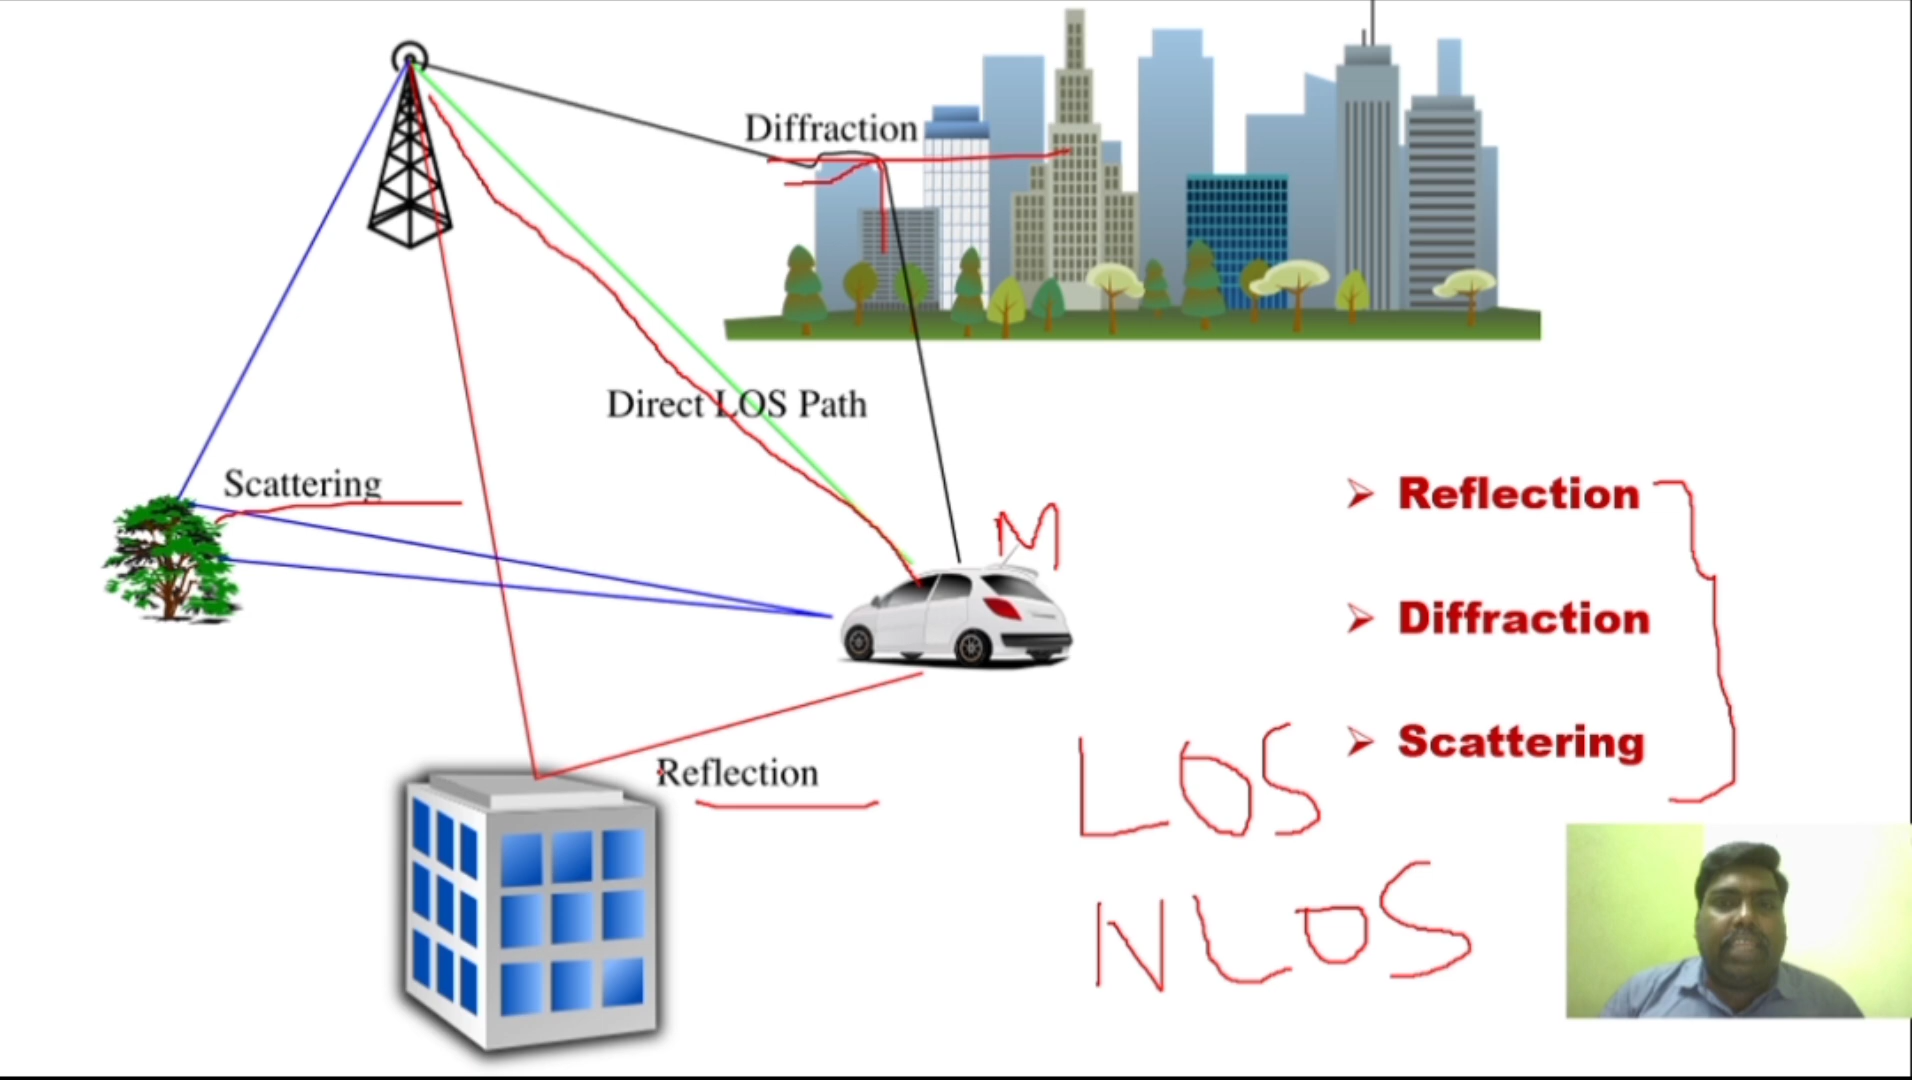 Diffraction
Direct LOS Path
Scattering
M
Reflection
Diffraction
Scattering
Reflection
LOS
NLOS